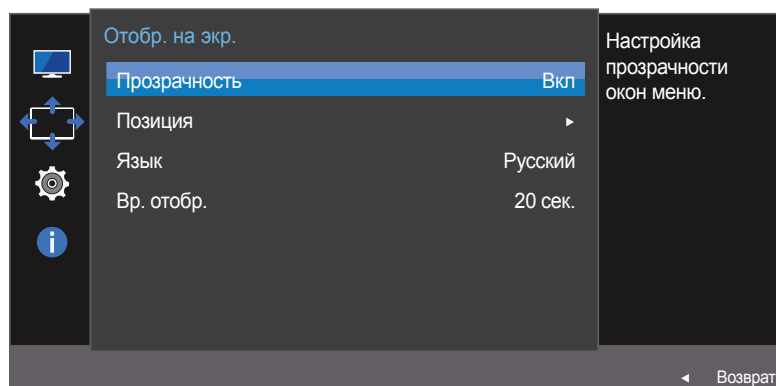 Отобр. на экр.
Прозрачность Вкл
Позиция ▸
Язык Русский
Вр. отобр. 20 сек.
Настройка
прозрачности
окон меню.
◂ Возврат